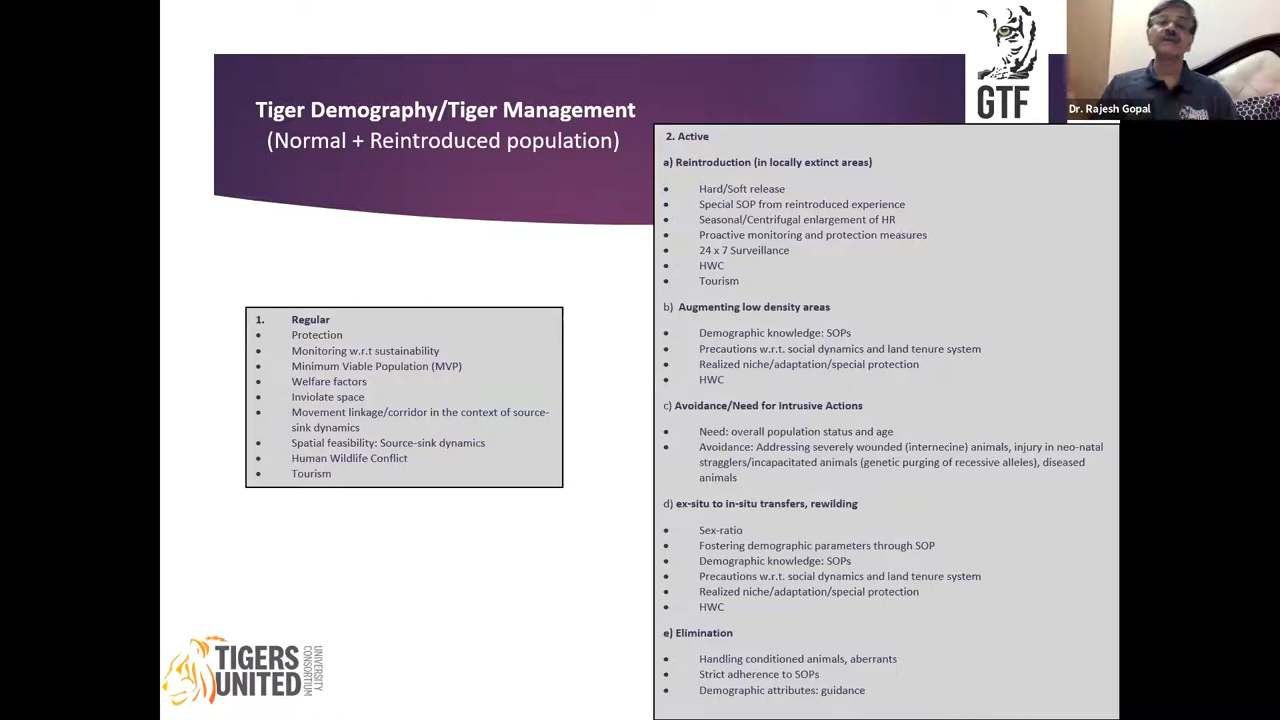 Tiger Demography/Tiger Management
(Normal + Reintroduced population)
GTF
Dr. Rajesh Gopal
1. Regular
• Protection
• Monitoring w.r.t sustainability
• Minimum Viable Population (MVP)
• Welfare factors
• Inviolate space
• Movement linkage/corridor in the context of source-
sink dynamics
• Spatial feasibility: Source-sink dynamics
• Human Wildlife Conflict
• Tourism
2. Active
a) Reintroduction (in locally extinct areas)
• Hard/Soft release
• Special SOP from reintroduced experience
• Seasonal/Centrifugal enlargement of HR
• Proactive monitoring and protection measures
• 24 x 7 Surveillance
• HWC
• Tourism
b) Augmenting low density areas
• Demographic knowledge: SOPs
• Precautions w.r.t. social dynamics and land tenure system
• Realized niche/adaptation/special protection
• HWC
c) Avoidance/Need for Intrusive Actions
• Need: overall population status and age
• Avoidance: Addressing severely wounded (internecine) animals, injury in neo-natal
stragglers/incapacitated animals (genetic purging of recessive alleles), diseased
animals
d) ex-situ to in-situ transfers, rewilding
• Sex-ratio
• Fostering demographic parameters through SOP
• Demographic knowledge: SOPs
• Precautions w.r.t. social dynamics and land tenure system
• Realized niche/adaptation/special protection
• HWC
e) Elimination
• Handling conditioned animals, aberrants
• Strict adherence to SOPs
• Demographic attributes: guidance
TIGERS
UNITED
UNIVERSITY
CONSORTIUM